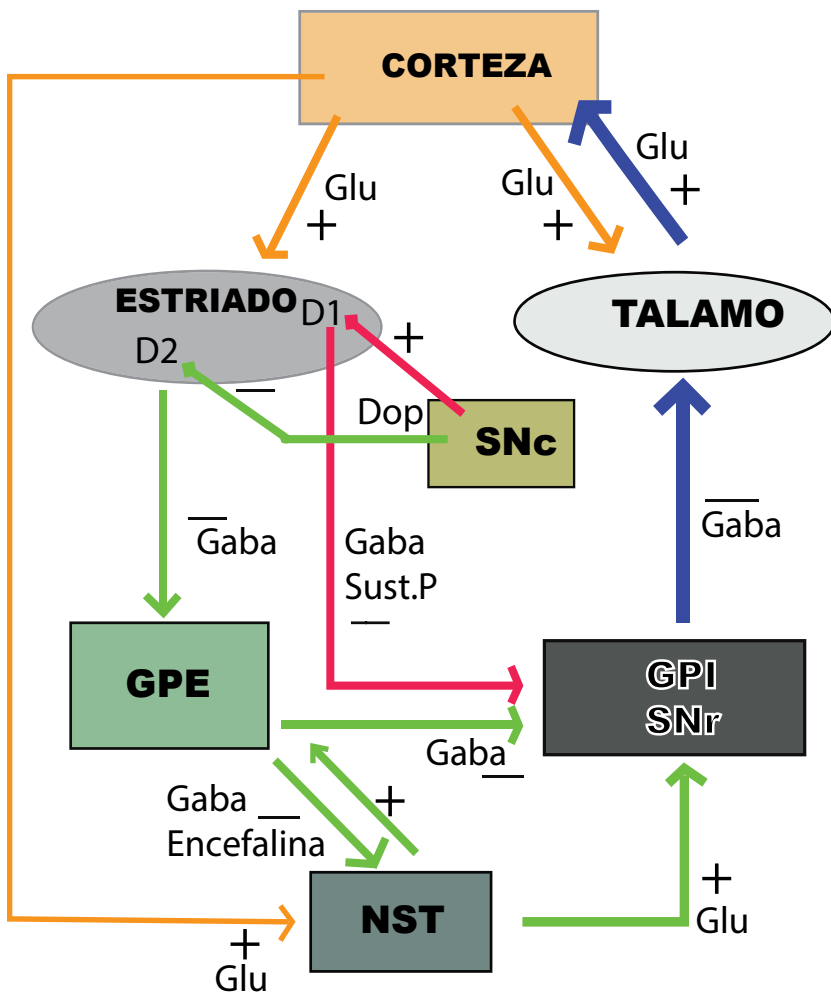 CORTEZA
Glu
+
Glu
+
Glu
+
ESTRIADO
D1
D2
TALAMO
+
—
Dop
SNc
—
Gaba
Gaba
Sust.P
—
—
Gaba
GPE
GPI
SNr
Gaba
—
Gaba —
Encefalina
+
NST
+
Glu
+
Glu